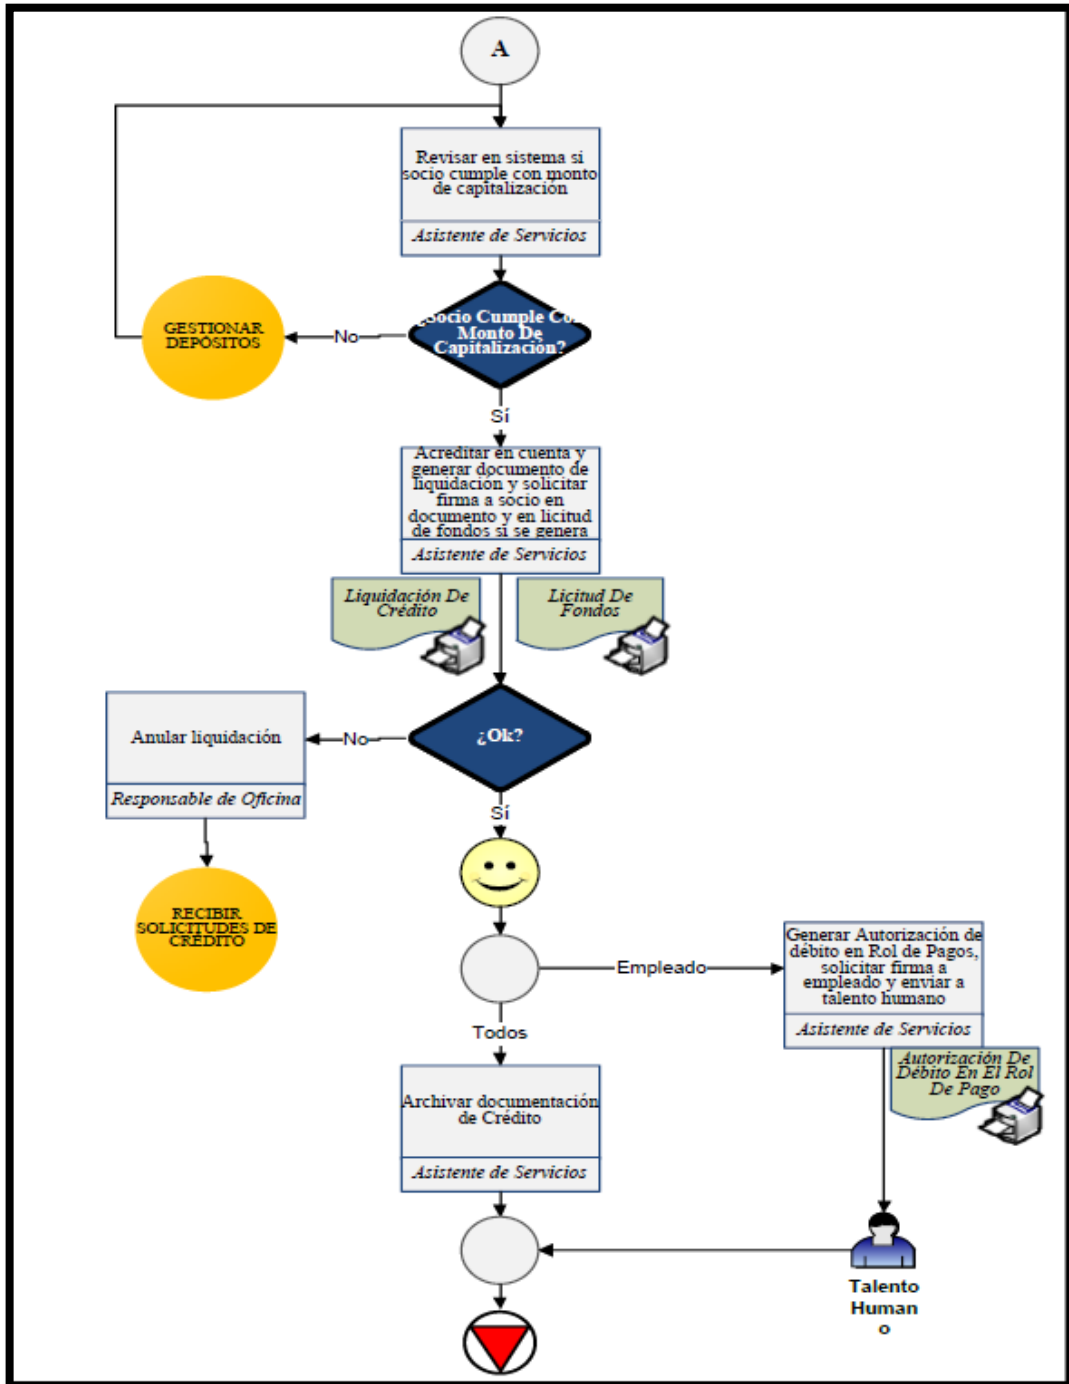 A
Revisar en sistema si
socio cumple con monto
de capitalización
Asistente de Servicios
¿Socio Cumple Con
Monto De
Capitalización?
No
GESTIONAR
DEPÓSITOS
Sí
Acreditar en cuenta y
generar documento de
liquidación y solicitar
firma a socio en
documento y en licitud
de fondos si se genera
Asistente de Servicios
Liquidación De
Crédito
Licitud De
Fondos
¿Ok?
No
Anular liquidación
Responsable de Oficina
RECIBIR
SOLICITUDES DE
CRÉDITO
Sí
Empleado
Generar Autorización de
débito en Rol de Pagos,
solicitar firma a
empleado y enviar a
talento humano
Asistente de Servicios
Autorización De
Débito En El Rol
De Pago
Todos
Archivar documentación
de Crédito
Asistente de Servicios
Talento
Human
o